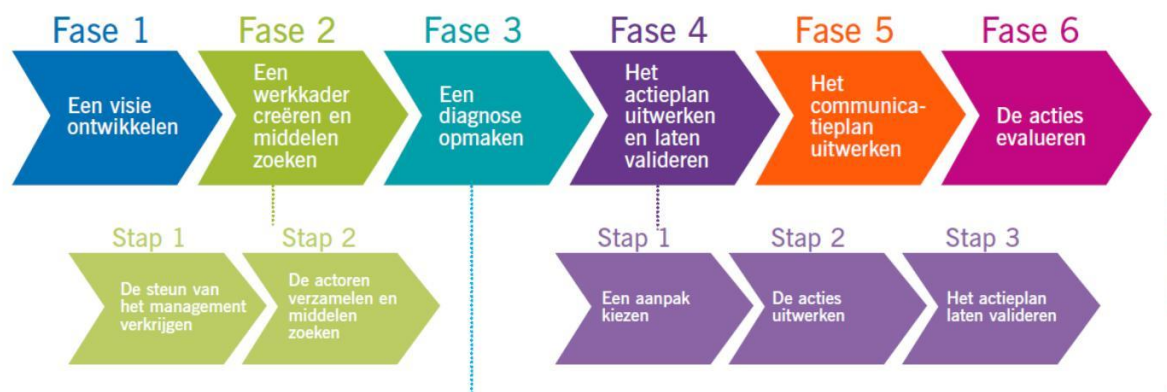 Fase 1
Een visie
ontwikkelen
Fase 2
Een
werkkader
creëren en
middelen
zoeken
Fase 3
Een
diagnose
opmaken
Fase 4
Het
actieplan
uitwerken
en laten
valideren
Fase 5
Het
communica-
tieplan
uitwerken
Fase 6
De acties
evalueren
Stap 1
De steun van
het management
verkrijgen
Stap 2
De actoren
verzamelen en
middelen
zoeken
Stap 1
Een aanpak
kiezen
Stap 2
De acties
uitwerken
Stap 3
Het actieplan
laten valideren